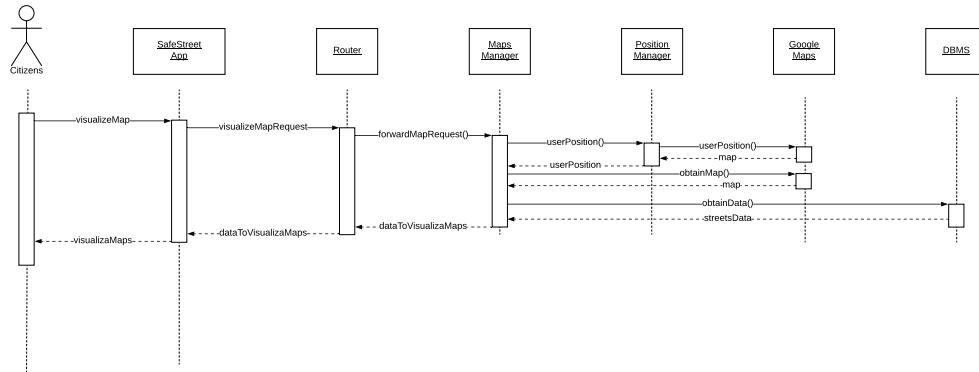 Citizens
SafeStreet
App
Router
Maps
Manager
Position
Manager
Google
Maps
DBMS
visualizeMap
visualizeMapRequest
forwardMapRequest()
userPosition()
userPosition()
map
userPosition
obtainMap()
map
obtainData()
streetsData
dataToVisualizaMaps
dataToVisualizaMaps
visualizaMaps